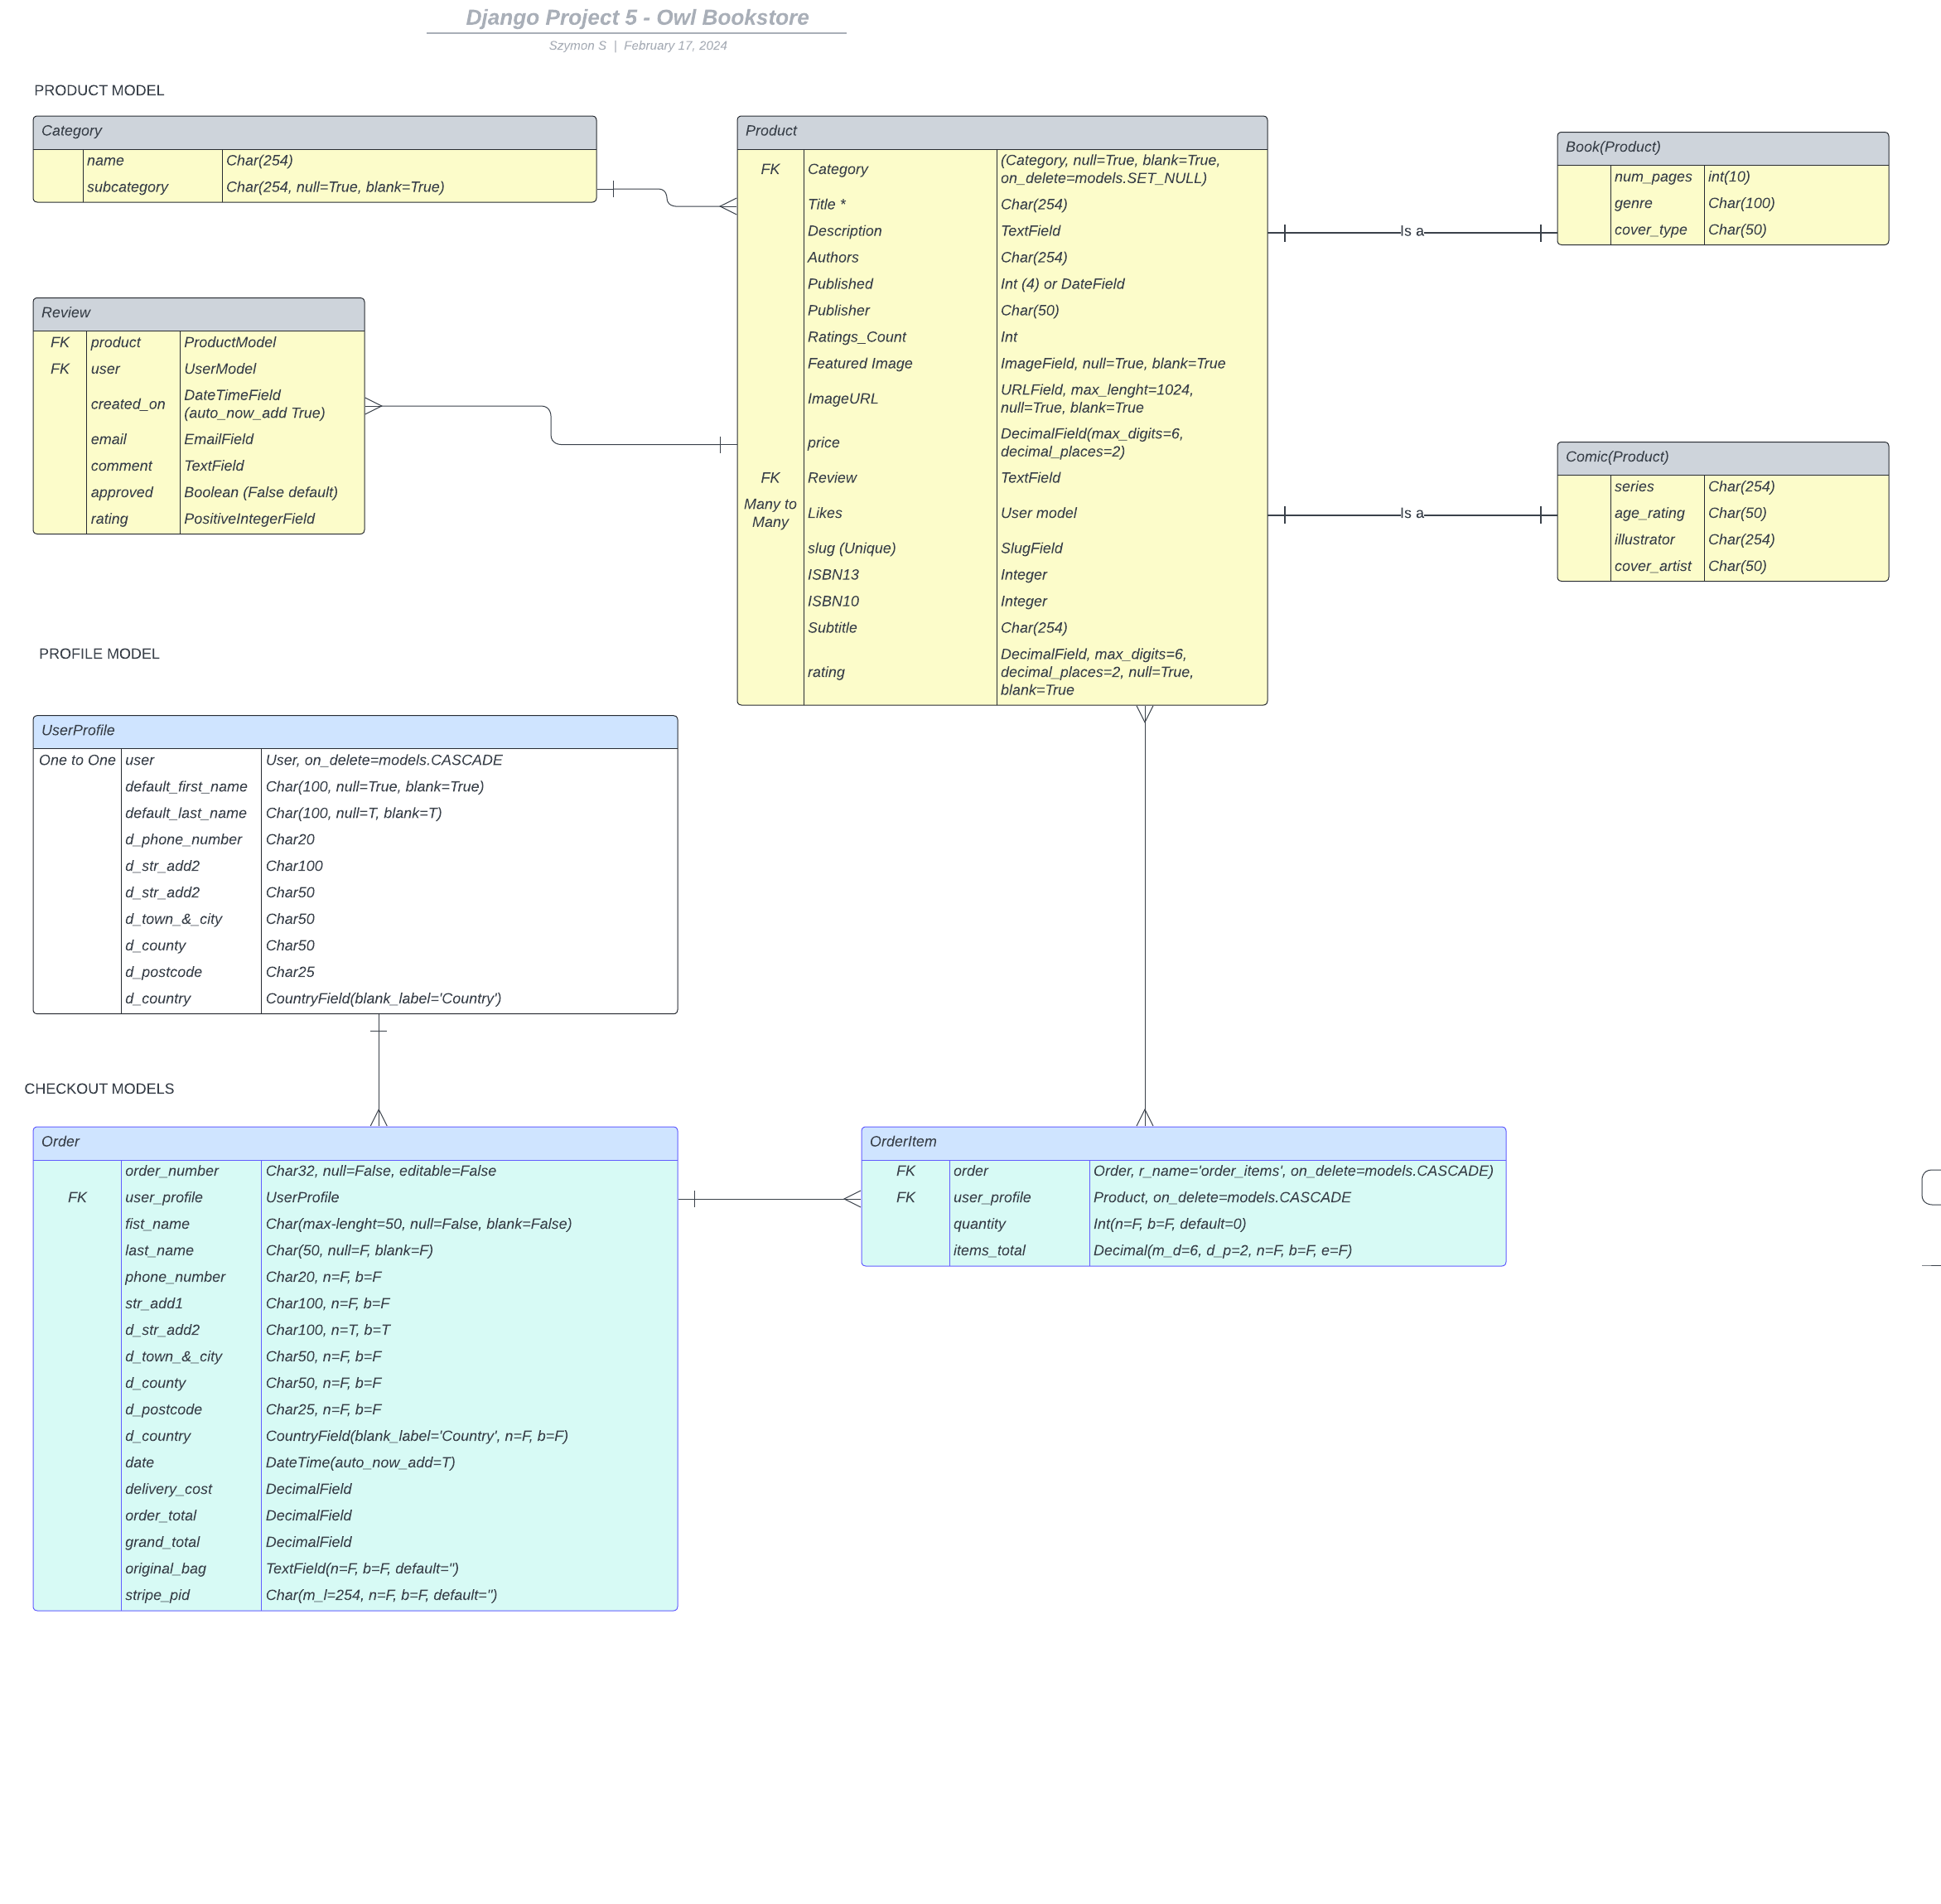 Django Project 5 - Owl Bookstore
Szymon S | February 17, 2024
PRODUCT MODEL
Category
name Char(254)
subcategory Char(254, null=True, blank=True)
Product
FK Category (Category, null=True, blank=True,
on_delete=models.SET_NULL)
Title * Char(254)
Description TextField
Authors Char(254)
Published Int (4) or DateField
Publisher Char(50)
Ratings_Count Int
Featured Image ImageField, null=True, blank=True
ImageURL URLField, max_lenght=1024,
null=True, blank=True
price DecimalField(max_digits=6,
decimal_places=2)
FK Review TextField
Many to
Many Likes User model
slug (Unique) SlugField
ISBN13 Integer
ISBN10 Integer
Subtitle Char(254)
rating DecimalField, max_digits=6,
decimal_places=2, null=True,
blank=True
Book(Product)
num_pages int(10)
genre Char(100)
cover_type Char(50)
Is a
Review
FK product ProductModel
FK user UserModel
created_on DateTimeField
(auto_now_add True)
email EmailField
comment TextField
approved Boolean (False default)
rating PositiveIntegerField
Comic(Product)
series Char(254)
age_rating Char(50)
illustrator Char(254)
cover_artist Char(50)
Is a
PROFILE MODEL
UserProfile
One to One user User, on_delete=models.CASCADE
default_first_name Char(100, null=True, blank=True)
default_last_name Char(100, null=T, blank=T)
d_phone_number Char20
d_str_add2 Char100
d_str_add2 Char50
d_town_&_city Char50
d_county Char50
d_postcode Char25
d_country CountryField(blank_label='Country')
CHECKOUT MODELS
Order
order_number Char32, null=False, editable=False
FK user_profile UserProfile
fist_name Char(max-lenght=50, null=False, blank=False)
last_name Char(50, null=F, blank=F)
phone_number Char20, n=F, b=F
str_add1 Char100, n=F, b=F
d_str_add2 Char100, n=T, b=T
d_town_&_city Char50, n=F, b=F
d_county Char50, n=F, b=F
d_postcode Char25, n=F, b=F
d_country CountryField(blank_label='Country', n=F, b=F)
date DateTime(auto_now_add=T)
delivery_cost DecimalField
order_total DecimalField
grand_total DecimalField
original_bag TextField(n=F, b=F, default='')
stripe_pid Char(m_l=254, n=F, b=F, default='')
OrderItem
FK order Order, r_name='order_items', on_delete=models.CASCADE)
FK user_profile Product, on_delete=models.CASCADE
quantity Int(n=F, b=F, default=0)
items_total Decimal(m_d=6, d_p=2, n=F, b=F, e=F)